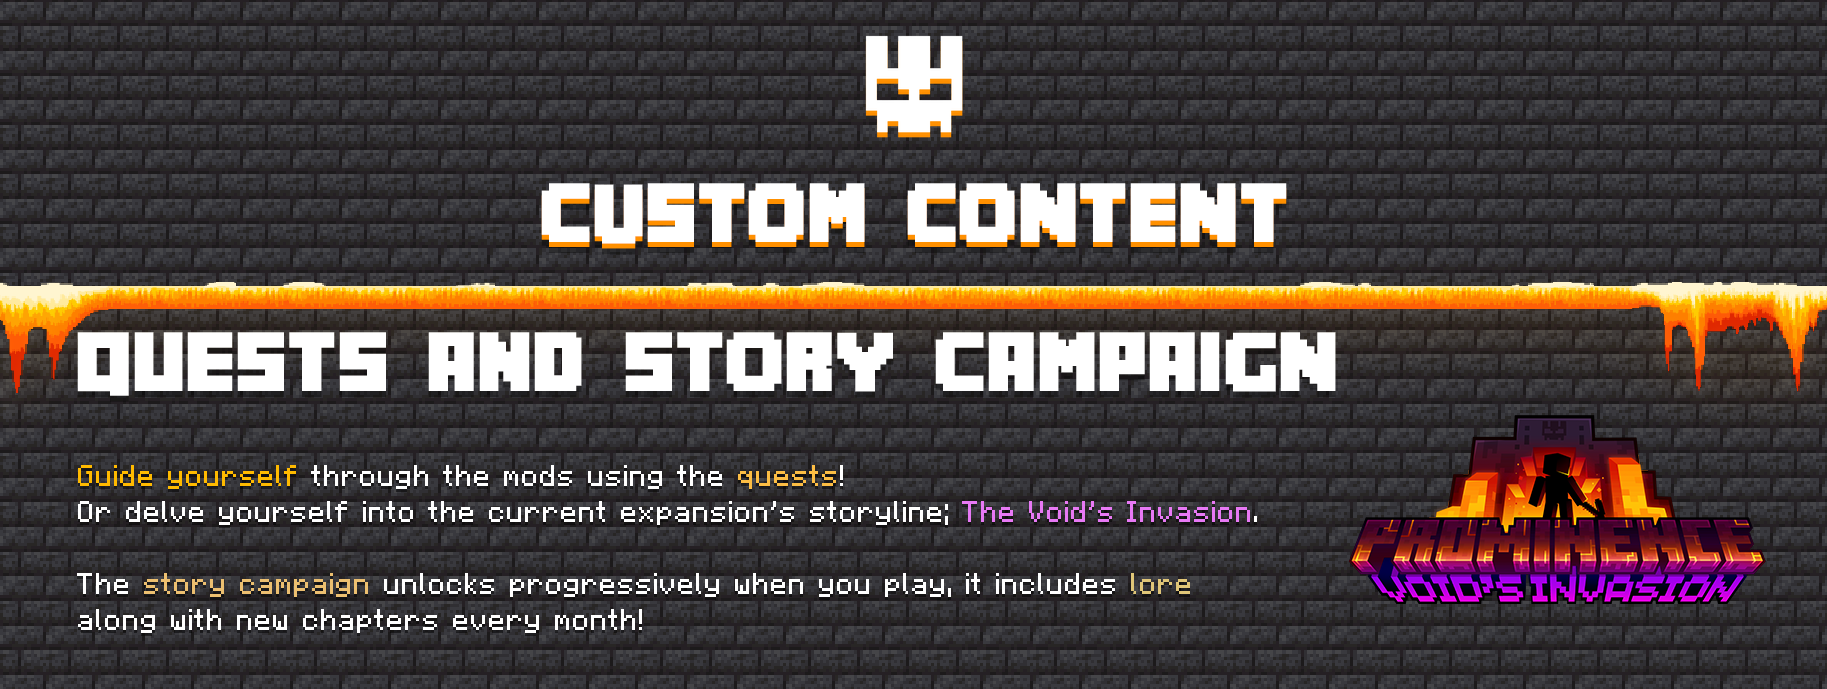 CUSTOM CONTENT
QUESTS AND STORY CAMPAIGN
Guide yourself through the mods using the quests!
Or delve yourself into the current expansion's storyline; The Void's Invasion.
The story campaign unlocks progressively when you play, it includes lore
along with new chapters every month!
PROMINENCE
VOID'S INVASION